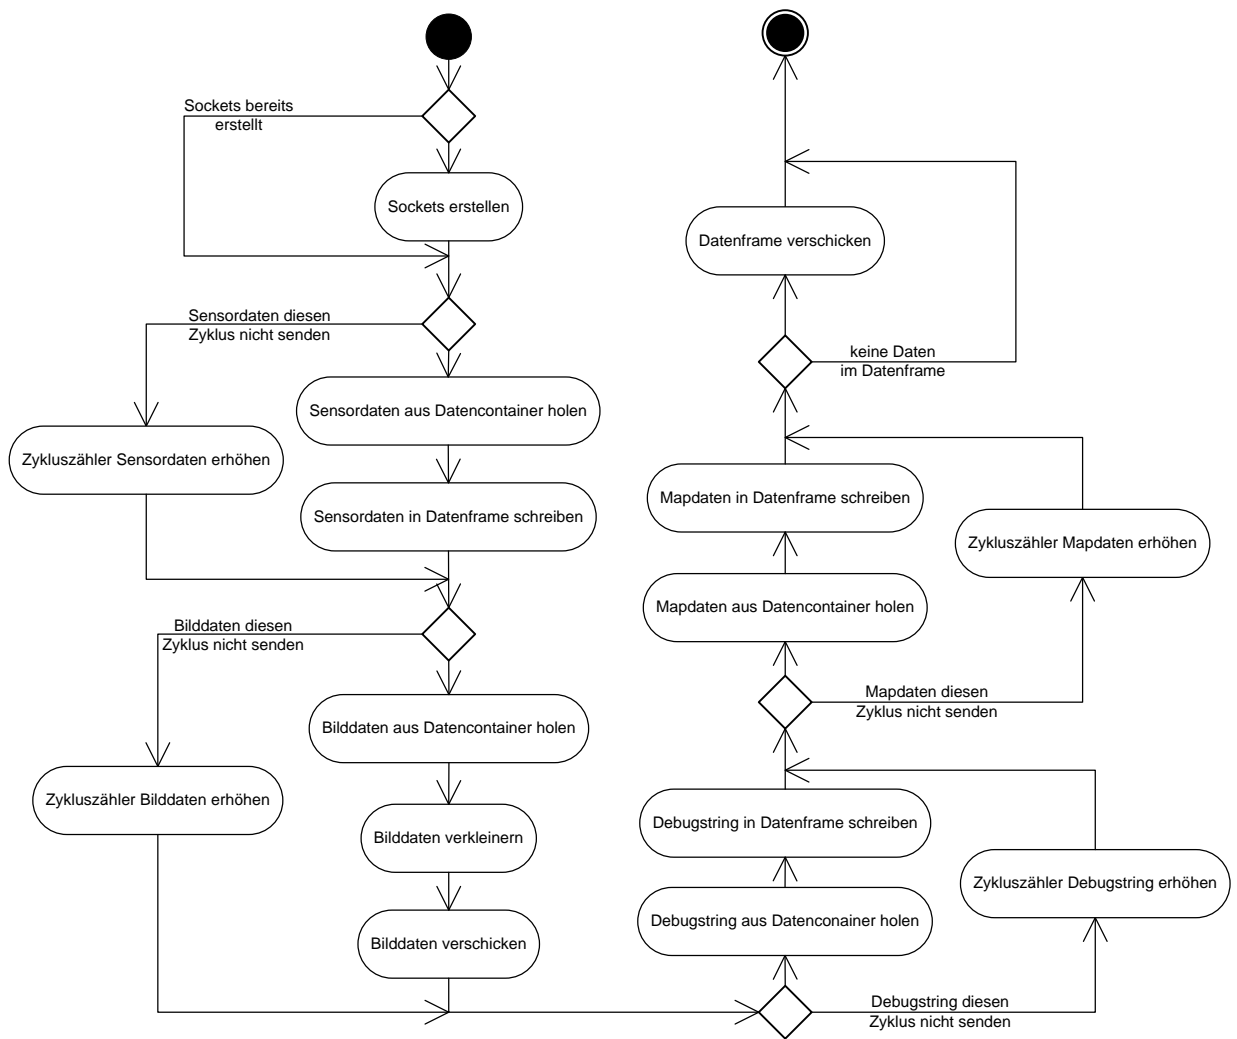 Sockets bereits
erstellt
Sockets erstellen
Sensordaten diesen
Zyklus nicht senden
Sensordaten aus Datencontainer holen
Zykluszähler Sensordaten erhöhen
Sensordaten in Datenframe schreiben
Bilddaten diesen
Zyklus nicht senden
Bilddaten aus Datencontainer holen
Zykluszähler Bilddaten erhöhen
Bilddaten verkleinern
Bilddaten verschicken
Datenframe verschicken
keine Daten
im Datenframe
Mapdaten in Datenframe schreiben
Zykluszähler Mapdaten erhöhen
Mapdaten aus Datencontainer holen
Mapdaten diesen
Zyklus nicht senden
Debugstring in Datenframe schreiben
Zykluszähler Debugstring erhöhen
Debugstring aus Datenconainer holen
Debugstring diesen
Zyklus nicht senden